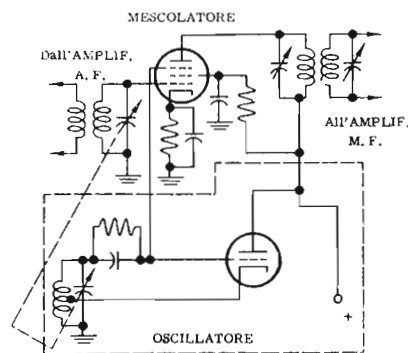 MESCOLATORE
Dall'AMPLIF.
A. F.
All'AMPLIF.
M. F.
+
OSCILLATORE